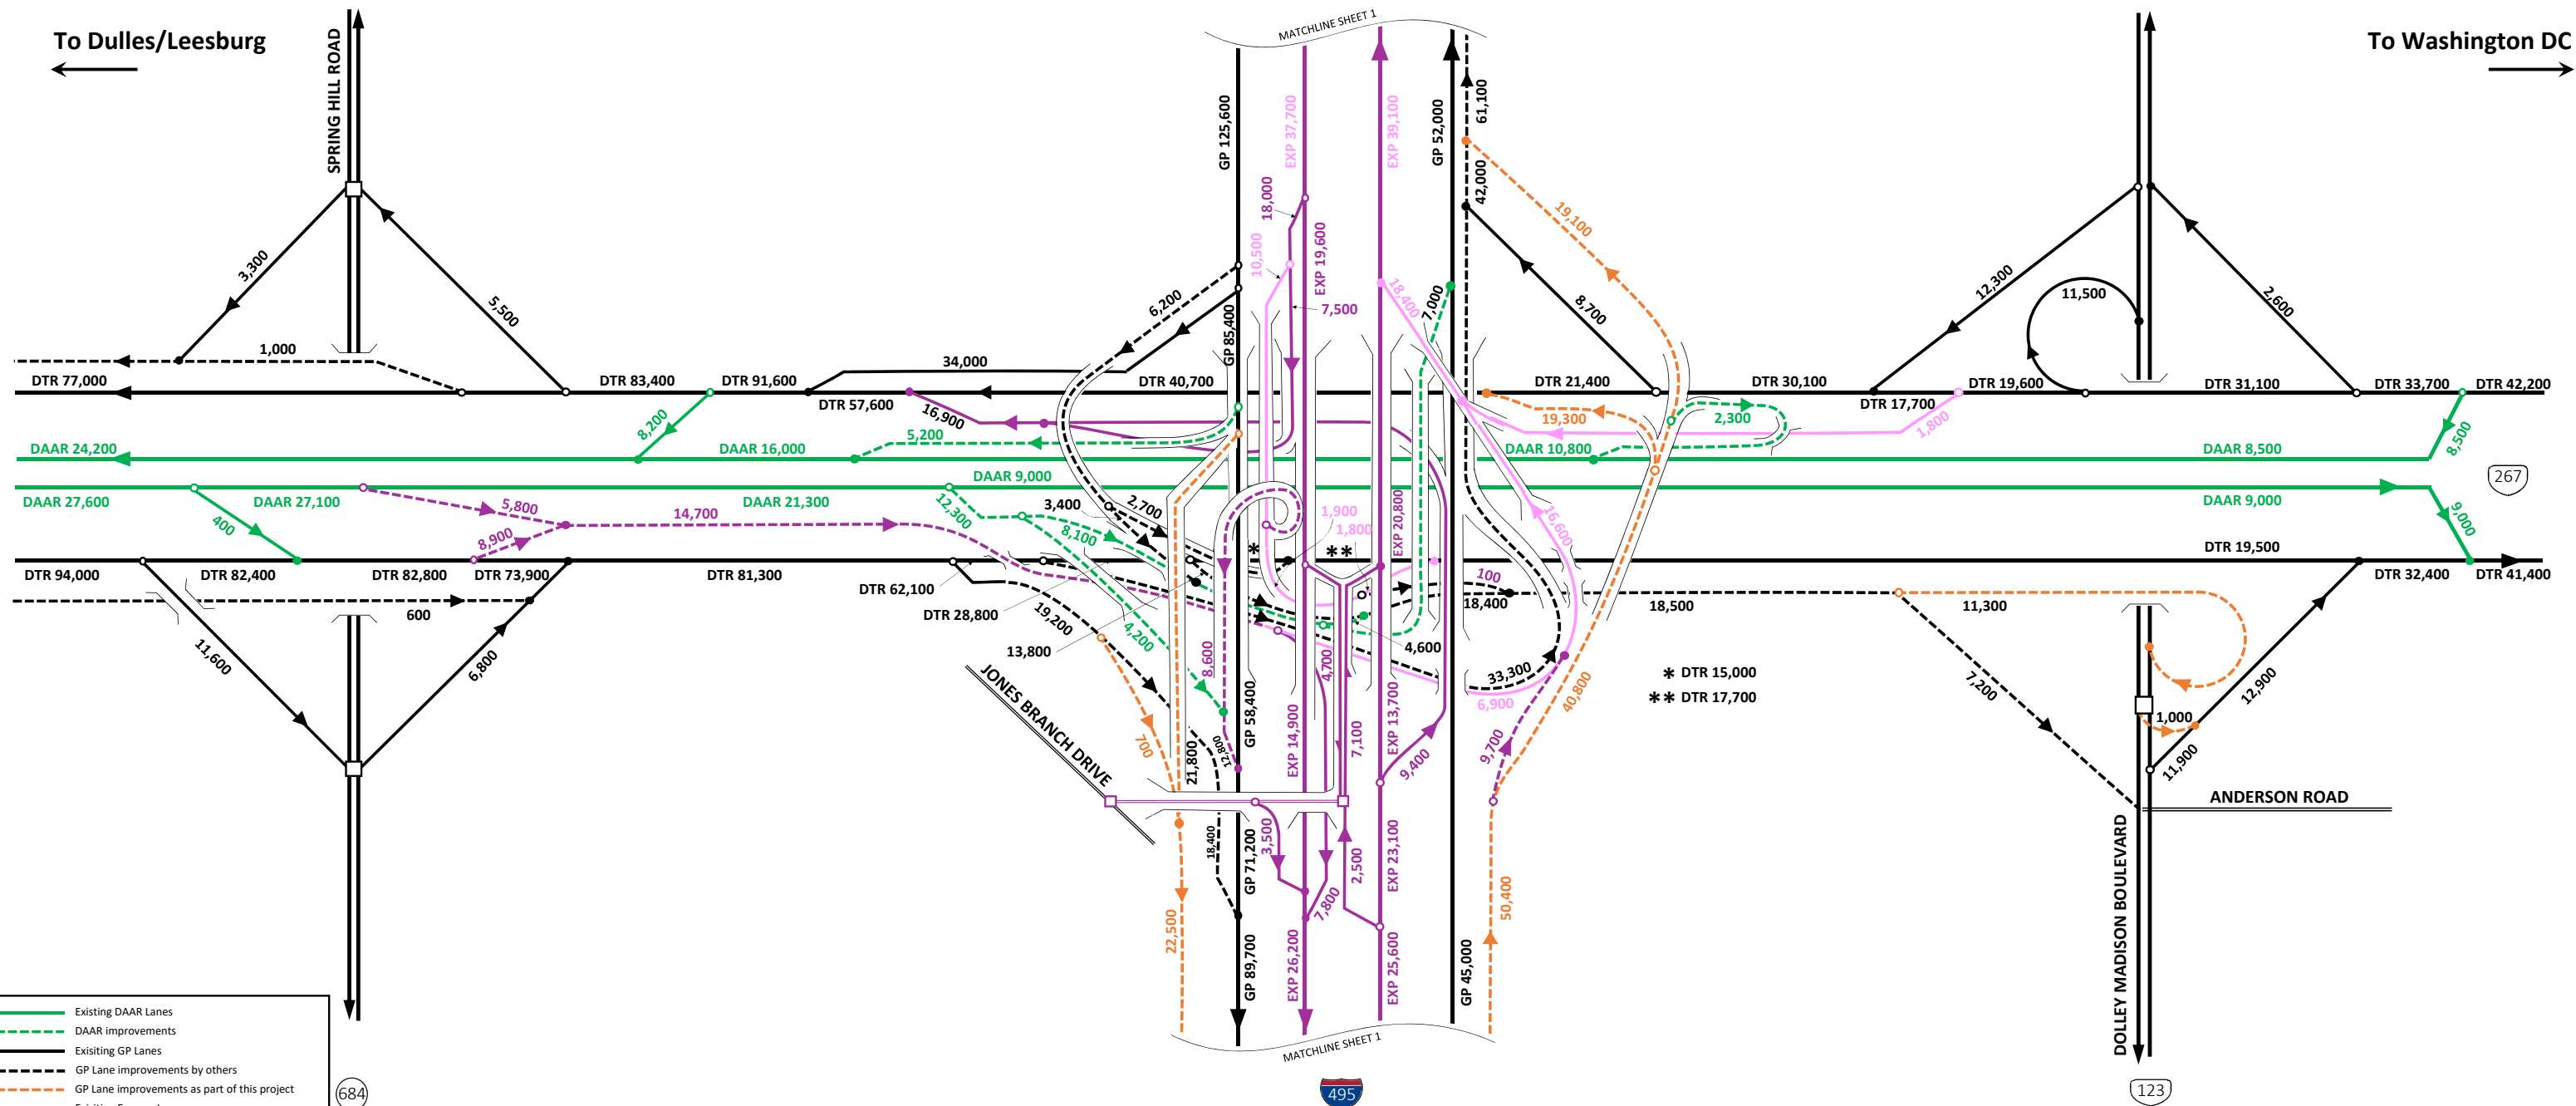 MATCHLINE SHEET 1
To Dulles/Leesburg
To Washington DC
SPRING HILL ROAD
GP 125,600
EXP 37,700
EXP 39,100
GP 52,000
61,100
42,000
18,000
10,500
EXP 19,600
7,500
19,100
3,300
5,500
6,200
GP 85,400
18,400
7,000
8,700
12,300
11,500
2,600
1,000
34,000
DTR 77,000
DTR 83,400
DTR 91,600
DTR 57,600
DTR 40,700
DTR 21,400
DTR 30,100
DTR 17,700
DTR 19,600
DTR 31,100
DTR 33,700
DTR 42,200
8,200
16,900
5,200
19,300
2,300
1,800
8,500
DAAR 24,200
DAAR 16,000
DAAR 10,800
DAAR 8,500
267
DAAR 27,600
DAAR 27,100
DAAR 21,300
DAAR 9,000
DAAR 9,000
400
5,800
8,900
14,700
12,300
8,100
3,400
2,700
1,900
1,800
EXP 20,800
16,600
9,000
*
**
DTR 94,000
DTR 82,400
DTR 82,800
DTR 73,900
DTR 81,300
DTR 62,100
DTR 28,800
DTR 19,500
DTR 32,400
DTR 41,400
600
11,600
6,800
19,200
4,200
13,800
8,600
4,700
4,600
100
18,400
18,500
11,300
33,300
6,900
* DTR 15,000
** DTR 17,700
7,200
12,900
1,000
11,900
JONES BRANCH DRIVE
700
21,800
12,800
GP 58,400
EXP 14,900
7,100
EXP 13,700
9,400
9,700
40,800
ANDERSON ROAD
DOLLEY MADISON BOULEVARD
18,400
GP 71,200
3,500
7,800
2,500
EXP 23,100
50,400
22,500
GP 89,700
EXP 26,200
EXP 25,600
GP 45,000
MATCHLINE SHEET 1
Existing DAAR Lanes
DAAR improvements
Exisiting GP Lanes
GP Lane improvements by others
GP Lane improvements as part of this project
684
495
123